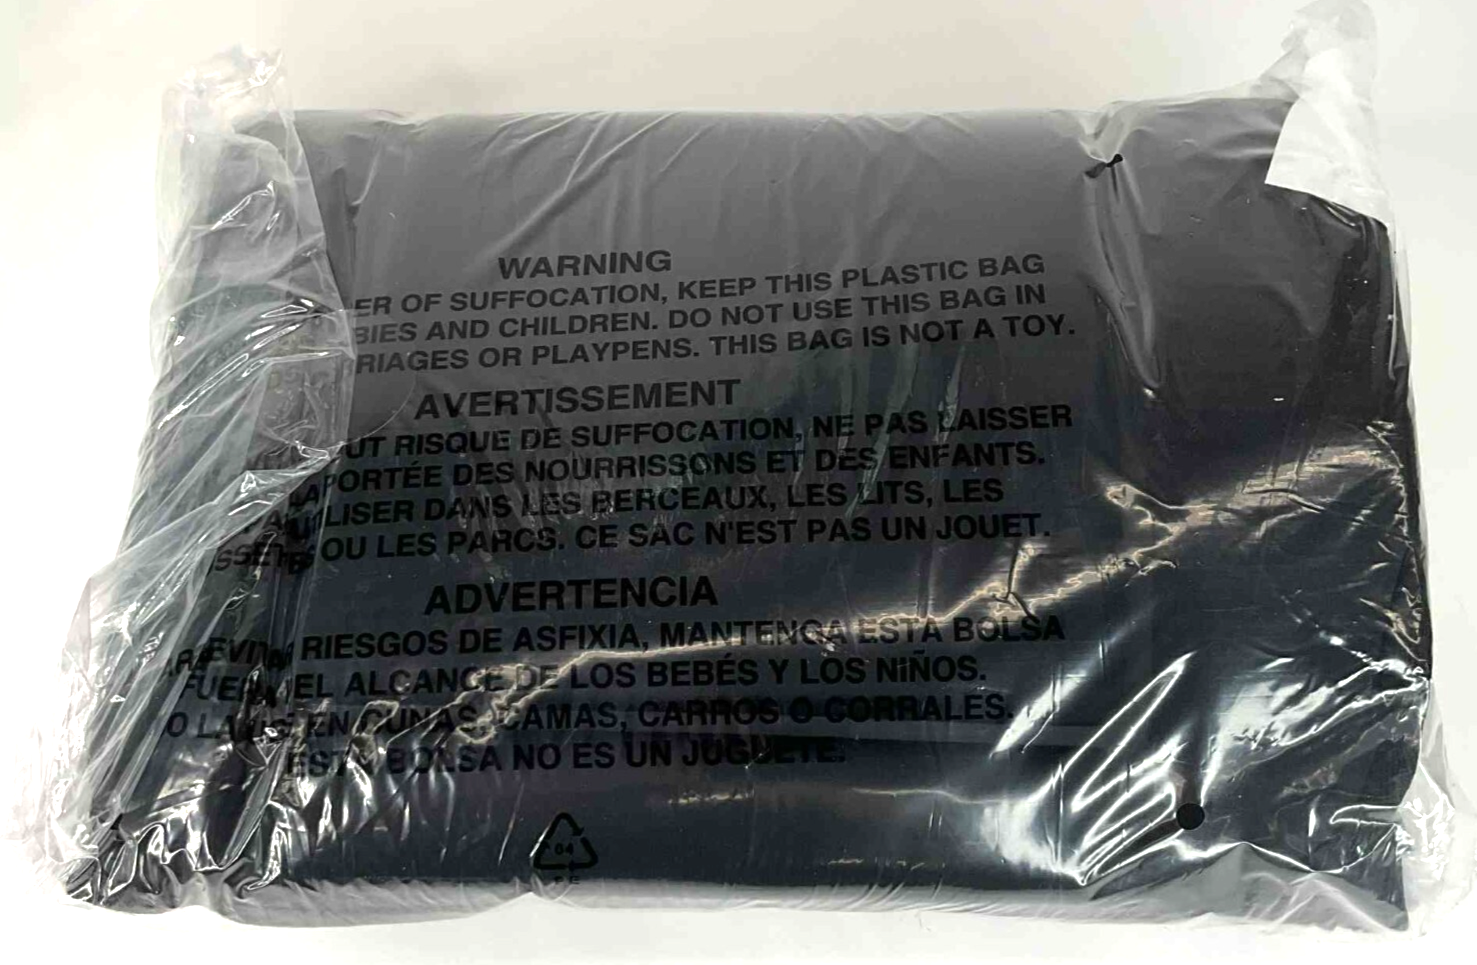 WARNING
ER OF SUFFOCATION, KEEP THIS PLASTIC BAG
BIES AND CHILDREN. DO NOT USE THIS BAG IN
RIAGES OR PLAYPENS. THIS BAG IS NOT A TOY.
AVERTISSEMENT
UT RISQUE DE SUFFOCATION, NE PAS LAISSER
PORTÉE DES NOURRISSONS ET DES ENFANTS.
LISER DANS LES BERCEAUX, LES LITS, LES
OU LES PARCS. CE SAC N'EST PAS UN JOUET.
ADVERTENCIA
RIESGOS DE ASFIXIA, MANTENGA ESTA BOLSA
EL ALCANCE DE LOS BEBÉS Y LOS NIÑOS.
EN CUNAS, CAMAS, CARROS O CORRALES.
ESTA BOLSA NO ES UN JUGUETE.
04